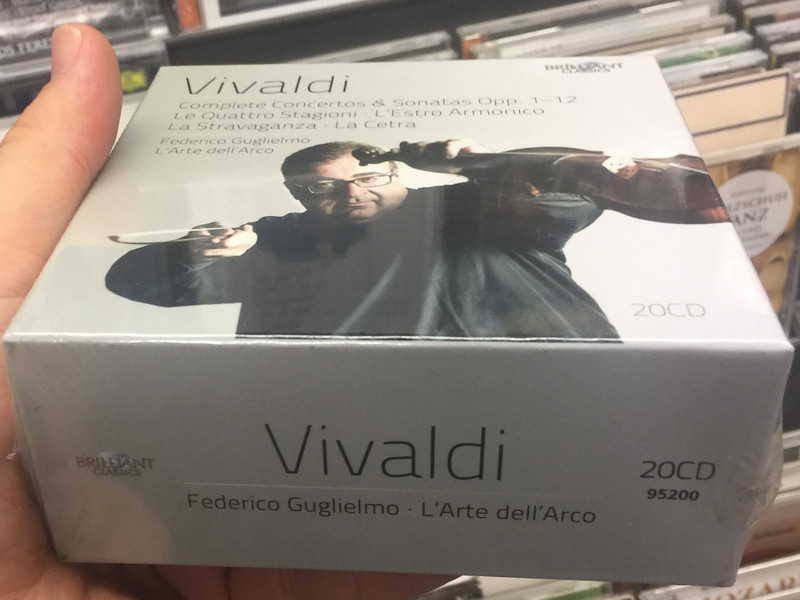 Vivaldi
BRILLIANT
CLASSICS
Complete Concertos & Sonatas Opp. 1–12
Le Quattro Stagioni · L'Estro Armonico
La Stravaganza · La Cetra
Federico Guglielmo
L'Arte dell'Arco
20CD
Vivaldi
BRILLIANT
CLASSICS
20CD
95200
Federico Guglielmo · L'Arte dell'Arco